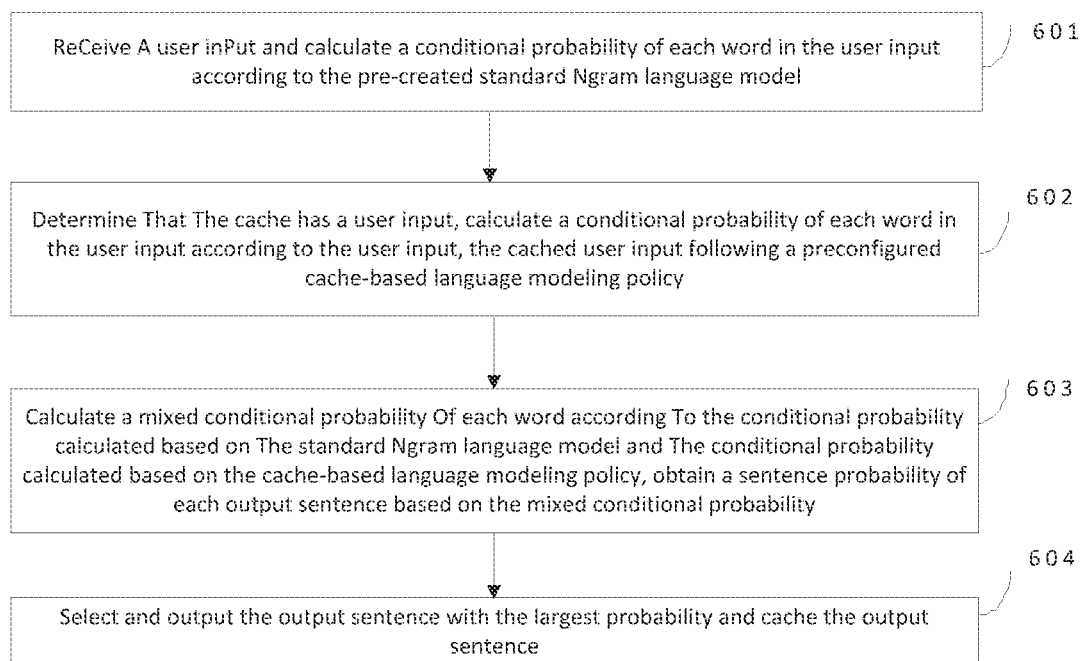 ReCeive A user inPut and calculate a conditional probability of each word in the user input
according to the pre-created standard Ngram language model
601
Determine That The cache has a user input, calculate a conditional probability of each word in
the user input according to the user input, the cached user input following a preconfigured
cache-based language modeling policy
602
Calculate a mixed conditional probability Of each word according To the conditional probability
calculated based on The standard Ngram language model and The conditional probability
calculated based on the cache-based language modeling policy, obtain a sentence probability of
each output sentence based on the mixed conditional probability
603
Select and output the output sentence with the largest probability and cache the output
sentence
604